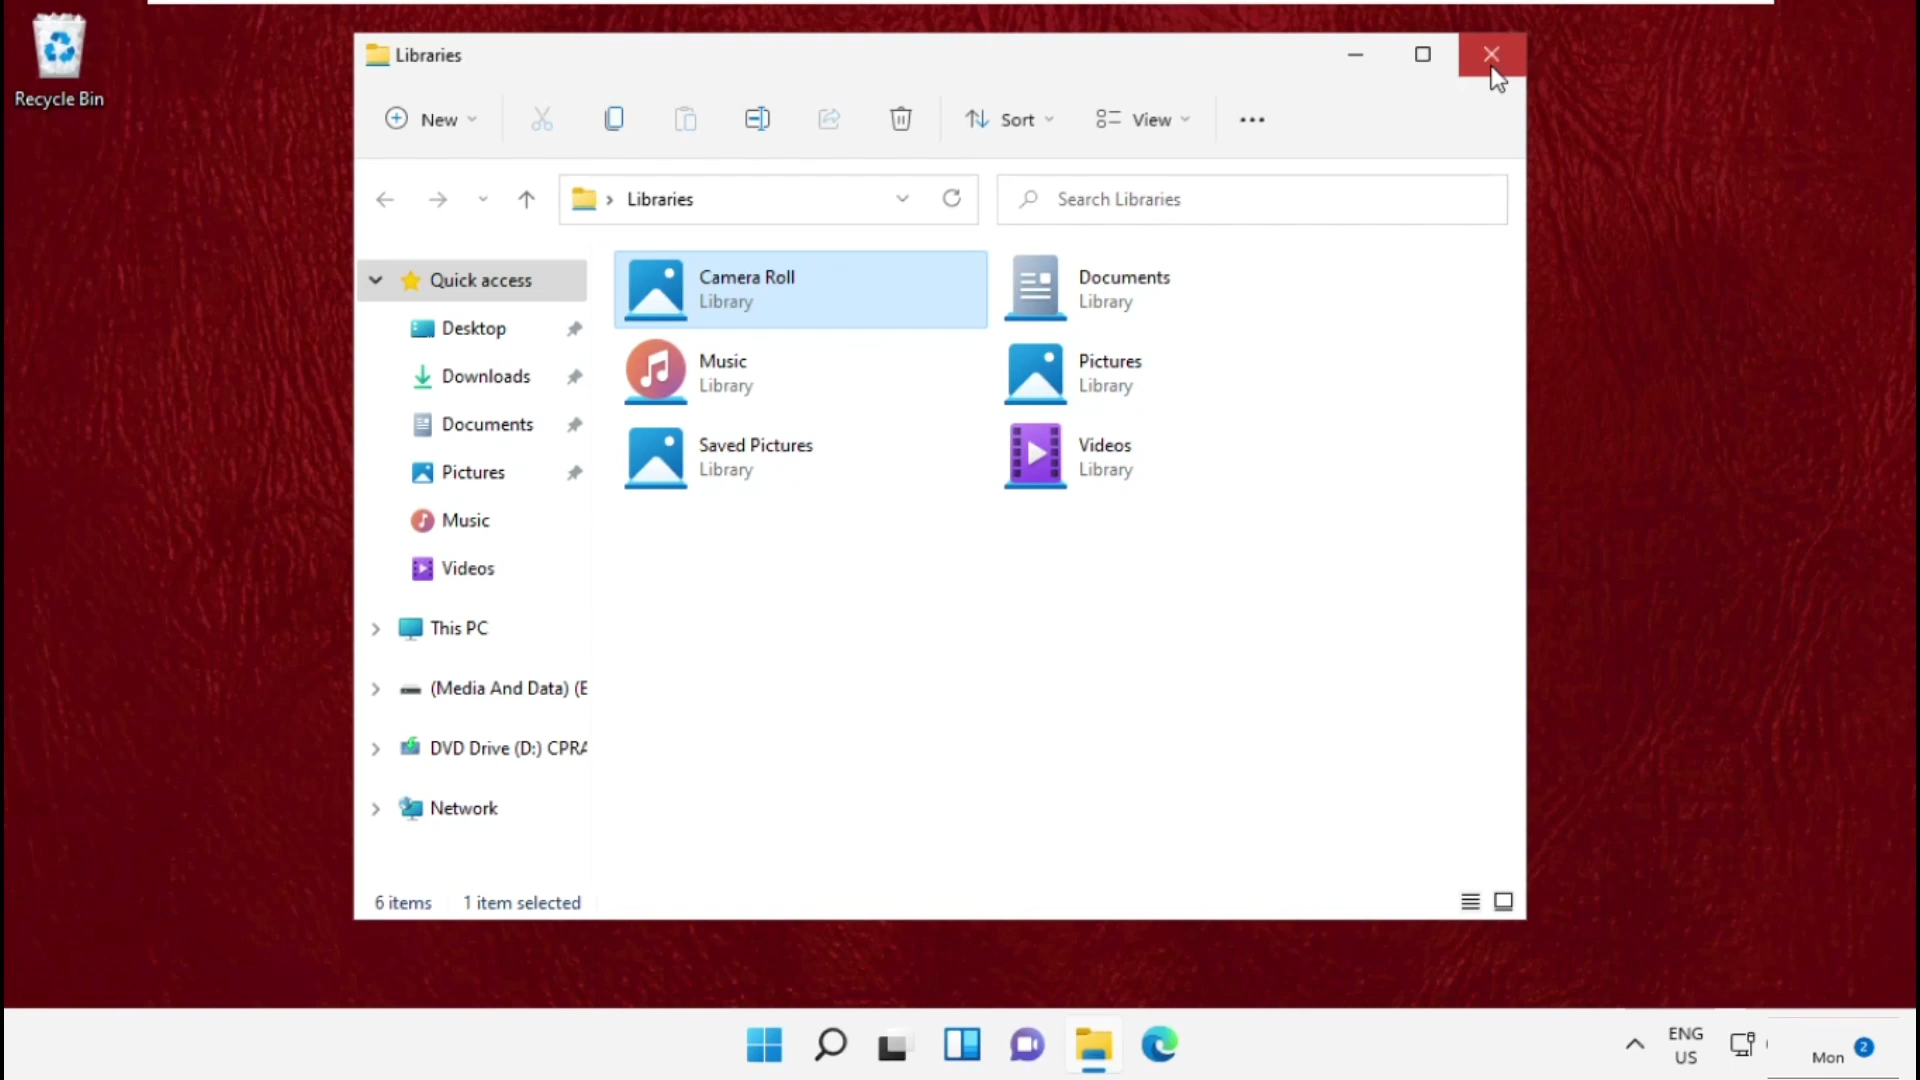 Recycle Bin
Libraries
New
Sort
View
Libraries
Search Libraries
Quick access
Desktop
Downloads
Documents
Pictures
Music
Videos
This PC
(Media And Data) (E
DVD Drive (D:) CPRA
Network
Camera Roll
Library
Documents
Library
Music
Library
Pictures
Library
Saved Pictures
Library
Videos
Library
6 items
1 item selected
ENG
US
Mon
2